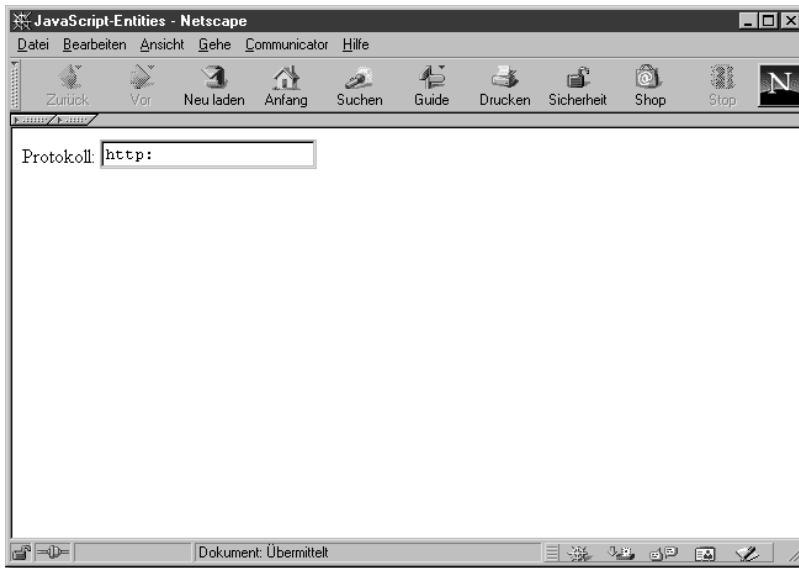 JavaScript-Entities - Netscape
Datei Bearbeiten Ansicht Gehe Communicator Hilfe
Zurück Vor Neu laden Anfang Suchen Guide Drucken Sicherheit Shop Stop N
Protokoll: http:
Dokument: Übermittelt